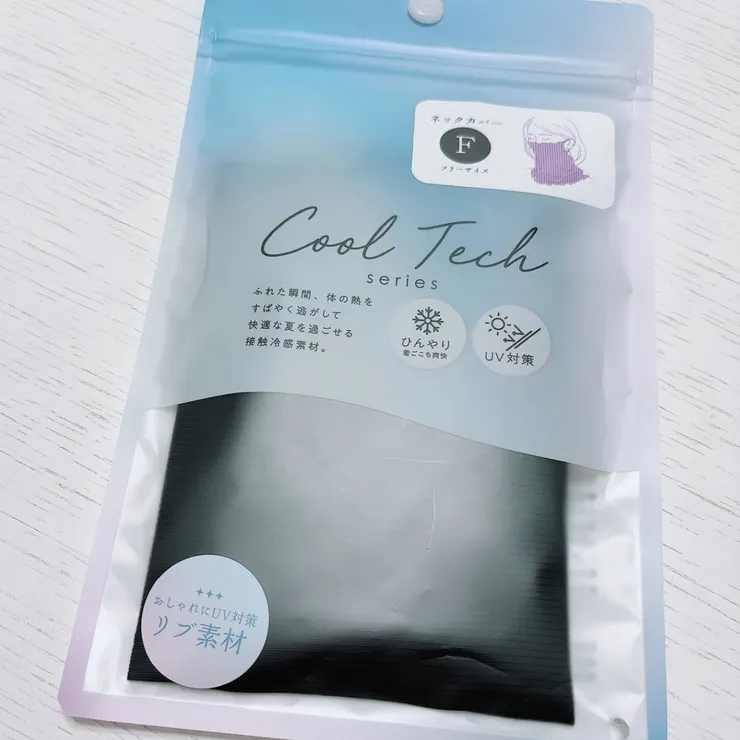 ネックカバー
F
フリーサイズ
Cool Tech
series
ふれた瞬間、体の熱を
すばやく逃がして
快適な夏を過ごせる
接触冷感素材。
ひんやり
着ごこち爽快
UV対策
おしゃれにUV対策
リブ素材